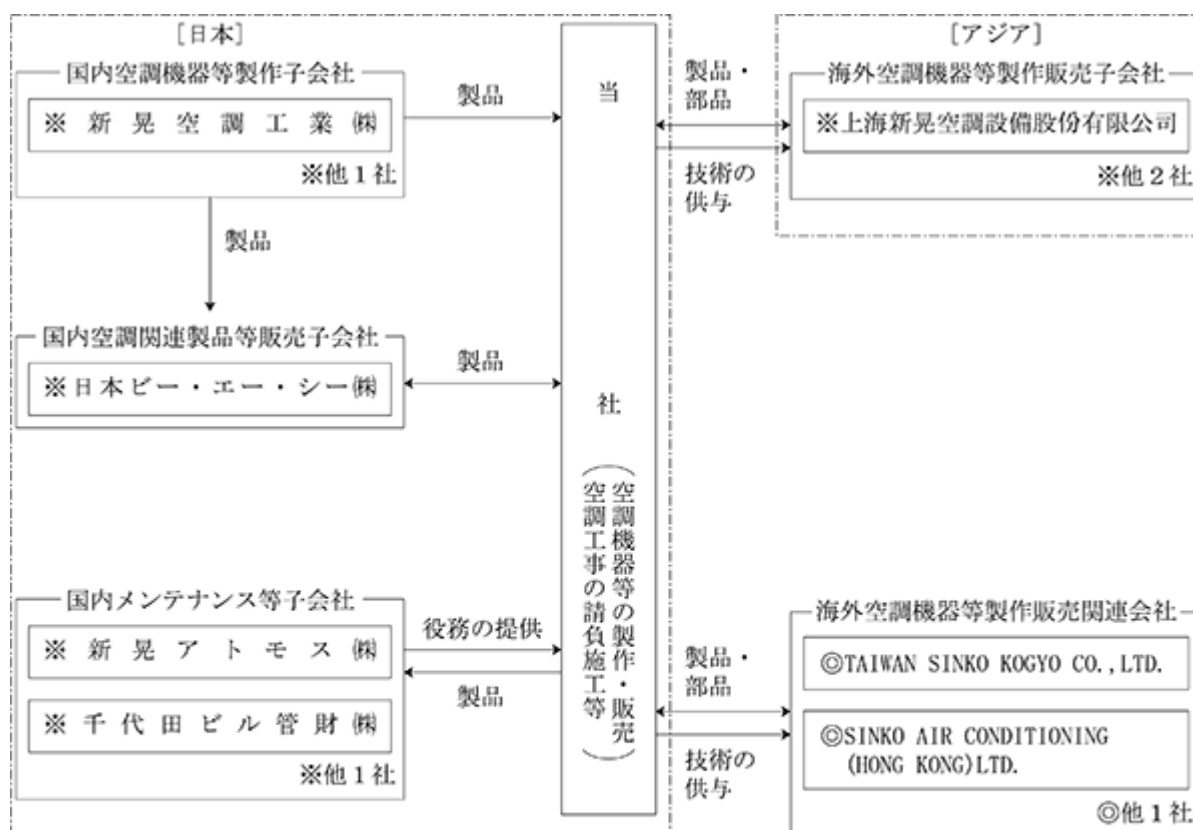 [日本]
国内空調機器等製作子会社
※新晃空調工業㈱
※他1社
製品
製品
国内空調関連製品等販売子会社
※日本ビー・エー・シー㈱
製品
国内メンテナンス等子会社
※新晃アトモス㈱
※千代田ビル管財㈱
※他1社
役務の提供
製品
当社
(空調機器等の製作・販売
空調工事の請負施工等)
[アジア]
製品・
部品
技術の
供与
海外空調機器等製作販売子会社
※上海新晃空調設備股份有限公司
※他2社
製品・
部品
技術の
供与
海外空調機器等製作販売関連会社
◎TAIWAN SINKO KOGYO CO.,LTD.
◎SINKO AIR CONDITIONING
(HONG KONG)LTD.
◎他1社